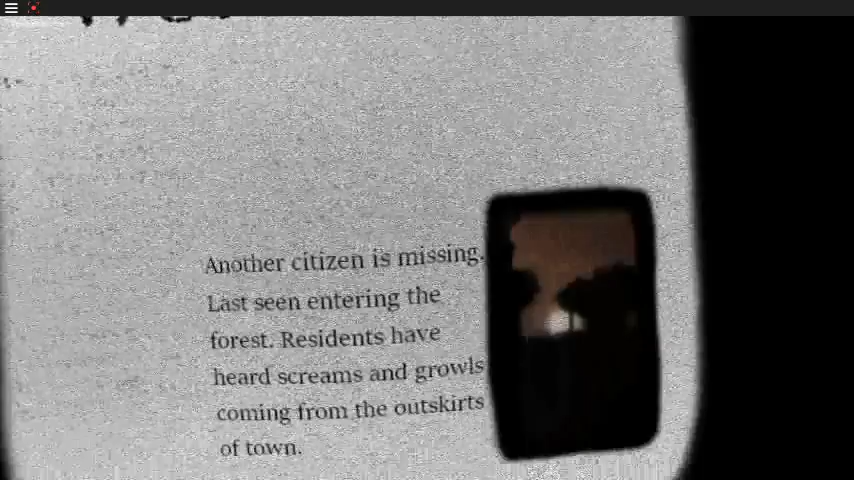 Another citizen is missing.
Last seen entering the
forest. Residents have
heard screams and growls
coming from the outskirts
of town.